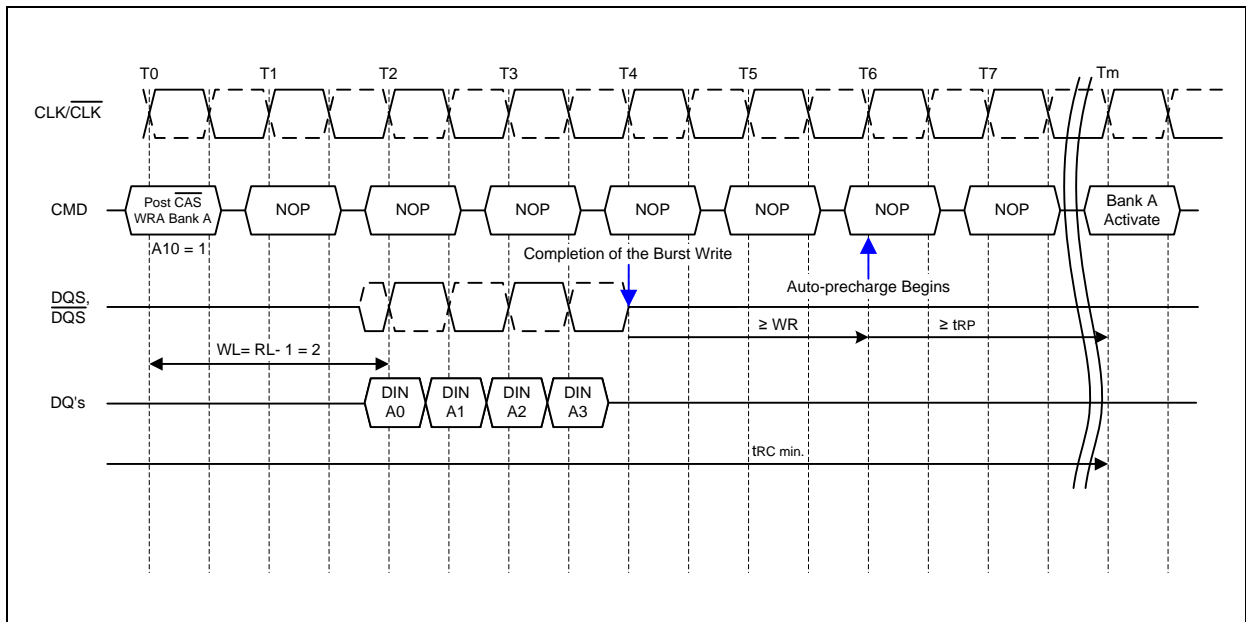 T0 T1 T2 T3 T4 T5 T6 T7 Tm
CLK/CLK
CMD
Post CAS
WRA Bank A
NOP NOP NOP NOP NOP NOP NOP
Bank A
Activate
A10 = 1
Completion of the Burst Write
Auto-precharge Begins
DQS,
DQS
≥ WR
≥ tRP
WL= RL- 1 = 2
DQ's
DIN
A0
DIN
A1
DIN
A2
DIN
A3
tRC min.